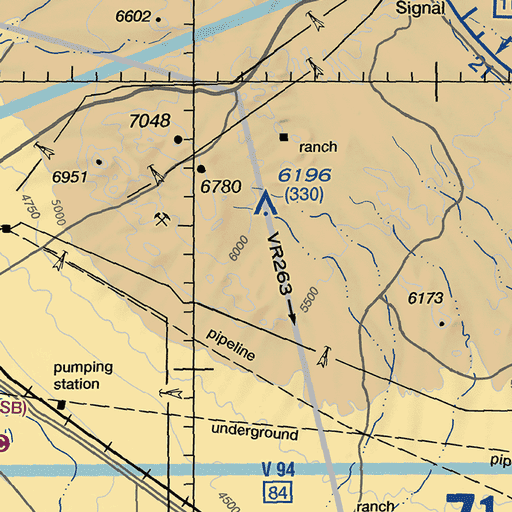 6602
Signal
21
7048
ranch
6951
6780
6196
(330)
4750
5000
6000
VR263
5500
6173
pipeline
pumping
station
SB)
C
underground
V 94
84
4500
ranch
71